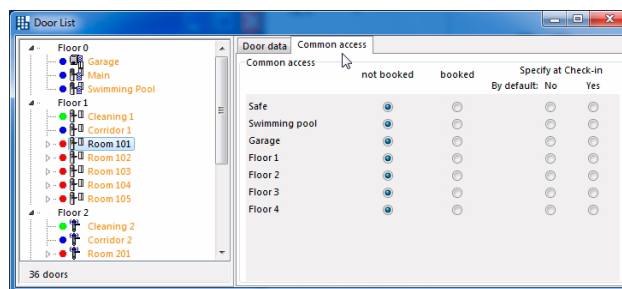 Door List
Floor 0
Garage
Main
Swimming Pool
Floor 1
Cleaning 1
Corridor 1
Room 101
Room 102
Room 103
Room 104
Room 105
Floor 2
Cleaning 2
Corridor 2
Room 201
36 doors
Door data Common access
Common access
not booked booked Specify at Check-in
By default: No Yes
Safe
Swimming pool
Garage
Floor 1
Floor 2
Floor 3
Floor 4